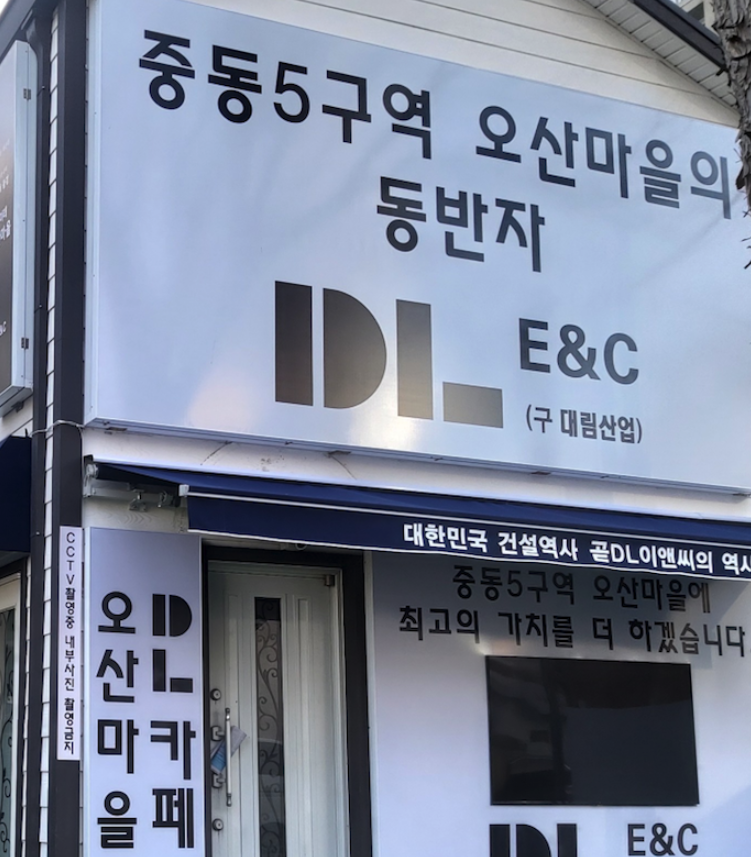 중동5구역 오산마을의
동반자
DL E&C
(구 대림산업)
대한민국 건설역사 곧DL이앤씨의 역사
중동5구역 오산마을에
최고의 가치를 더 하겠습니다
CCTV촬영중 내부사진 촬영금지
오산마을
DL카페
DL E&C